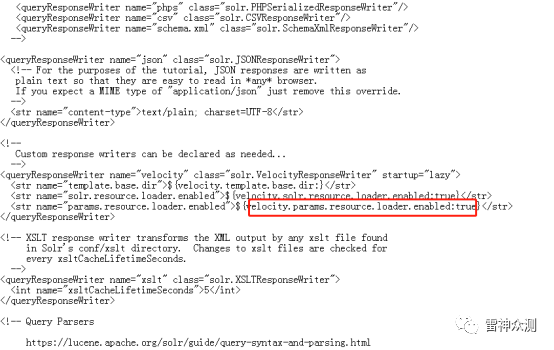 <queryResponseWriter name="phps" class="solr.PHPSerializedResponseWriter"/>
<queryResponseWriter name="csv" class="solr.CSVResponseWriter"/>
<queryResponseWriter name="schema.xml" class="solr.SchemaXmlResponseWriter"/>
-->
<queryResponseWriter name="json" class="solr.JSONResponseWriter">
<!-- For the purposes of the tutorial, JSON responses are written as
plain text so that they are easy to read in *any* browser.
If you expect a MIME type of "application/json" just remove this override.
-->
<str name="content-type">text/plain; charset=UTF-8</str>
</queryResponseWriter>
<!--
Custom response writers can be declared as needed...
-->
<queryResponseWriter name="velocity" class="solr.VelocityResponseWriter" startup="lazy">
<str name="template.base.dir">${velocity.template.base.dir:}</str>
<str name="solr.resource.loader.enabled">${velocity.solr.resource.loader.enabled:true}</str>
<str name="params.resource.loader.enabled">${velocity.params.resource.loader.enabled:true}</str>
</queryResponseWriter>
<!-- XSLT response writer transforms the XML output by any xslt file found
in Solr's conf/xslt directory. Changes to xslt files are checked for
every xsltCacheLifetimeSeconds.
-->
<queryResponseWriter name="xslt" class="solr.XSLTResponseWriter">
<int name="xsltCacheLifetimeSeconds">5</int>
</queryResponseWriter>
<!-- Query Parsers
https://lucene.apache.org/solr/guide/query-syntax-and-parsing.html
雷神众测